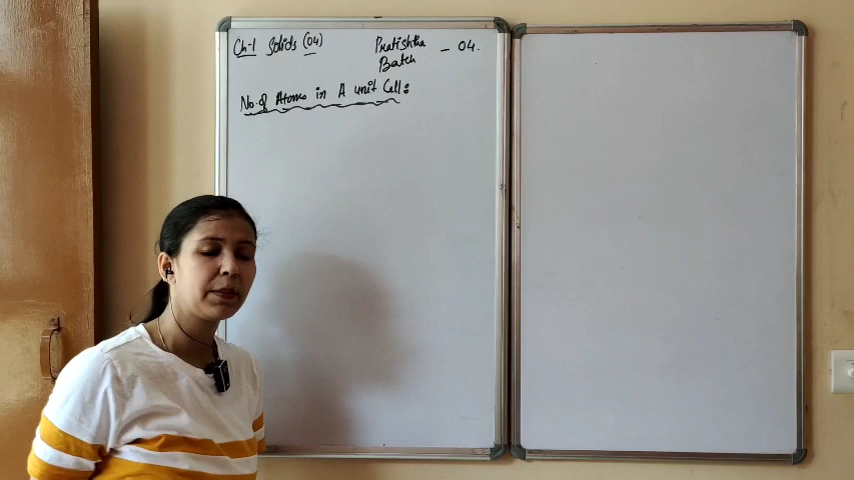 Ch-1 Solids (04)
Pratishtha
Batch - 04.
No. of Atoms in A unit Cell: